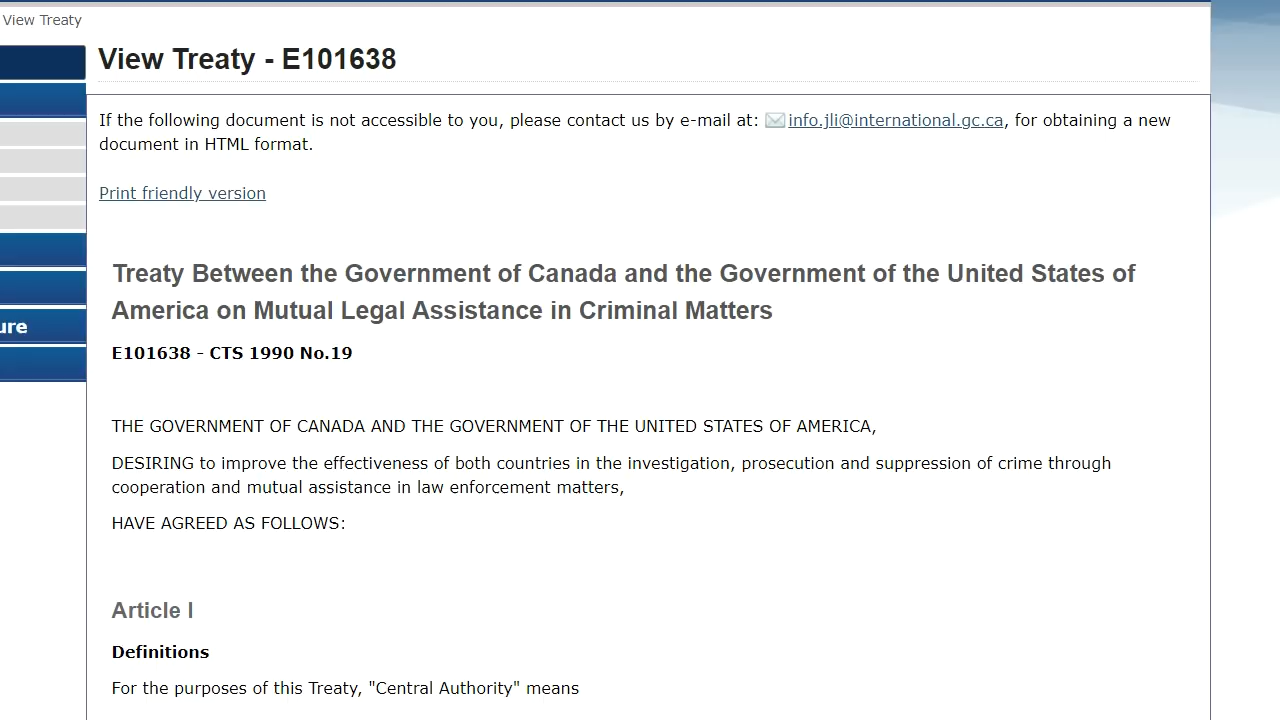 View Treaty
View Treaty - E101638
If the following document is not accessible to you, please contact us by e-mail at: info.jli@international.gc.ca, for obtaining a new
document in HTML format.
Print friendly version
Treaty Between the Government of Canada and the Government of the United States of
America on Mutual Legal Assistance in Criminal Matters
ure
E101638 - CTS 1990 No.19
THE GOVERNMENT OF CANADA AND THE GOVERNMENT OF THE UNITED STATES OF AMERICA,
DESIRING to improve the effectiveness of both countries in the investigation, prosecution and suppression of crime through
cooperation and mutual assistance in law enforcement matters,
HAVE AGREED AS FOLLOWS:
Article I
Definitions
For the purposes of this Treaty, "Central Authority" means